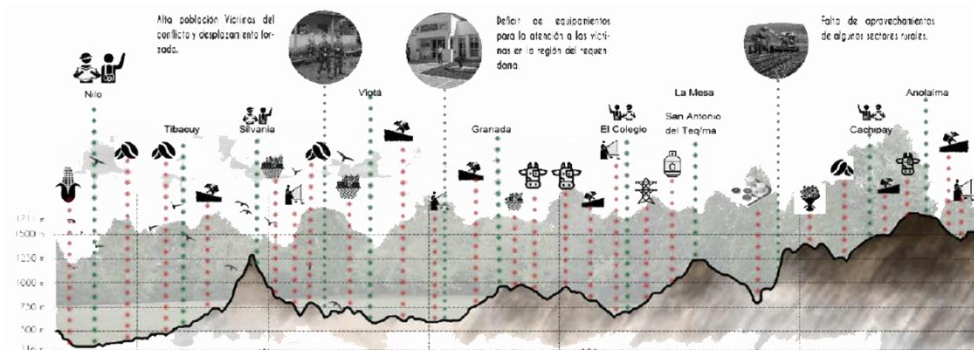 Alta población Víctimas del
conflicto y desplazamiento for-
zado.
Deficit de equipamientos
para la atención a las vícti-
mas en la región del tequen-
dama.
Falta de aprovechamientos
de algunos sectores rurales.
Nilo
Viotá
La Mesa
Anolaima
Tibacuy
Silvania
Granada
El Colegio
San Antonio
del Teq/ma
Cachipay
1500
1250
1000
750
500
316